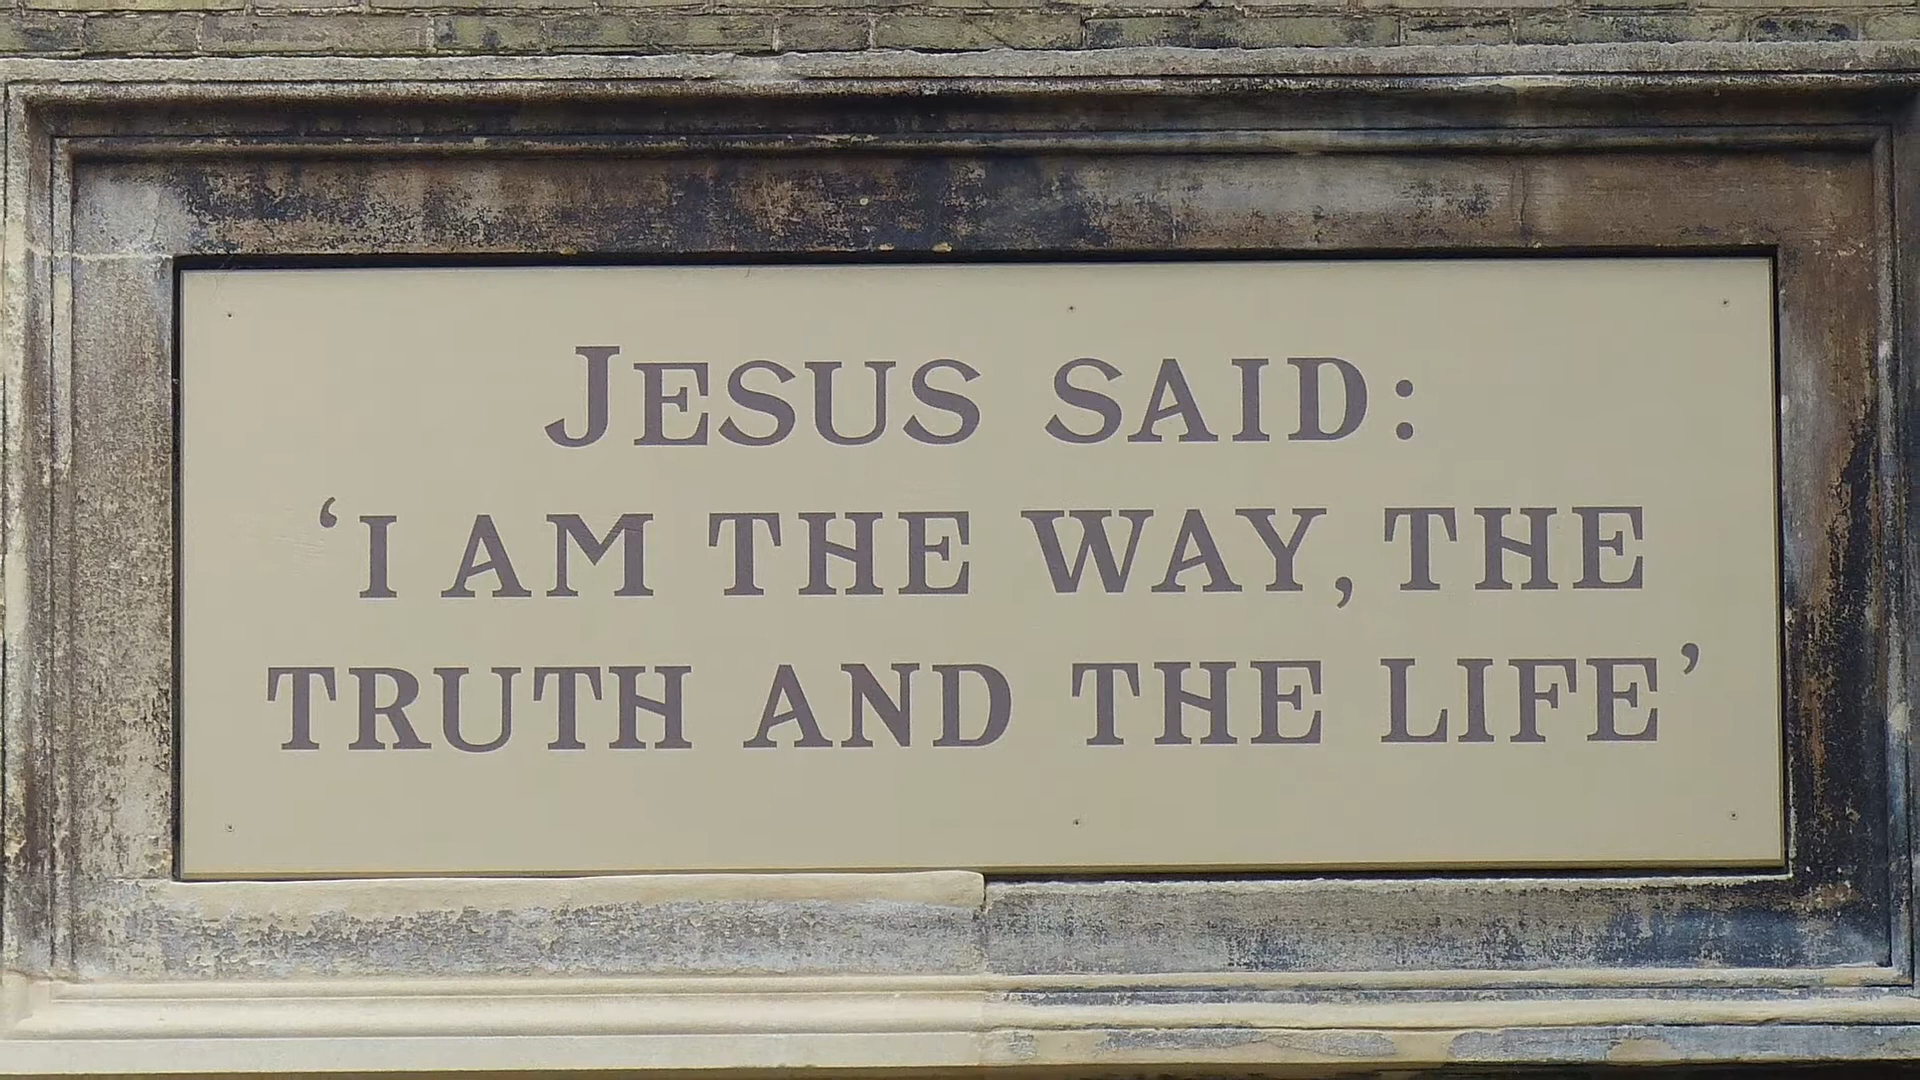 JESUS SAID:
‘I AM THE WAY, THE
TRUTH AND THE LIFE’